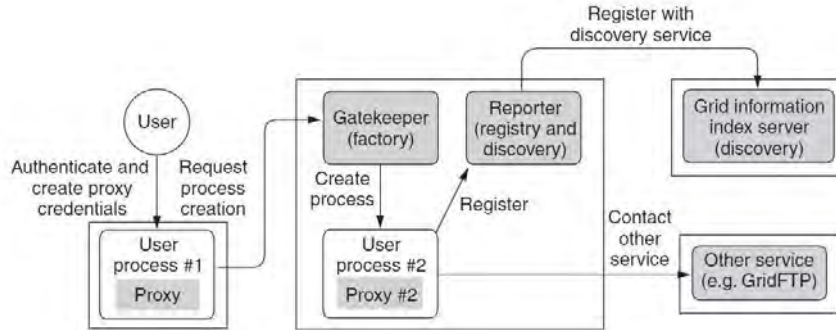 Register with
discovery service
User
Gatekeeper
(factory)
Reporter
(registry and
discovery)
Grid information
index server
(discovery)
Authenticate and
create proxy
credentials
Request
process
creation
Create
process
Register
Contact
other
service
User
process #1
Proxy
User
process #2
Proxy #2
Other service
(e.g. GridFTP)